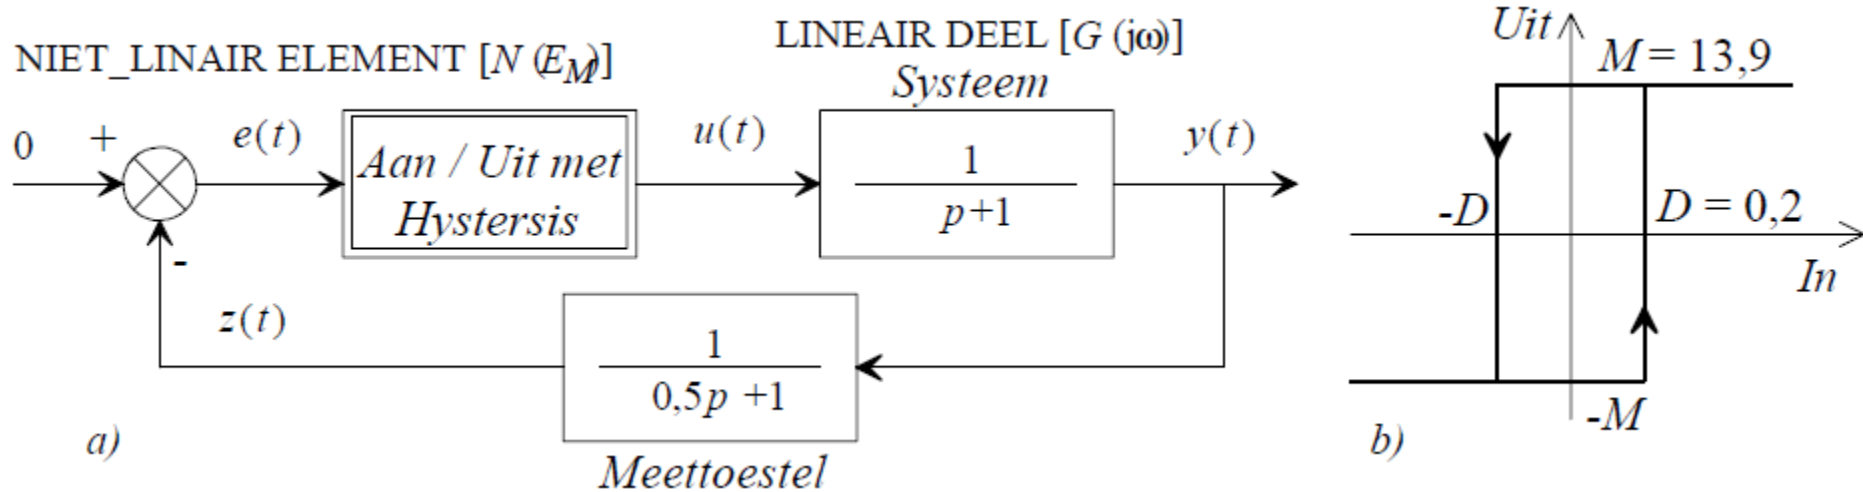 NIET_LINAIR ELEMENT [N (E_M)]
LINEAIR DEEL [G (jω)]
Systeem
0
+
e(t)
Aan / Uit met
Hystersis
u(t)
1
p+1
y(t)
-
z(t)
1
0,5p +1
Meettoestel
a)
Uit
M = 13,9
-D
D = 0,2
In
-M
b)